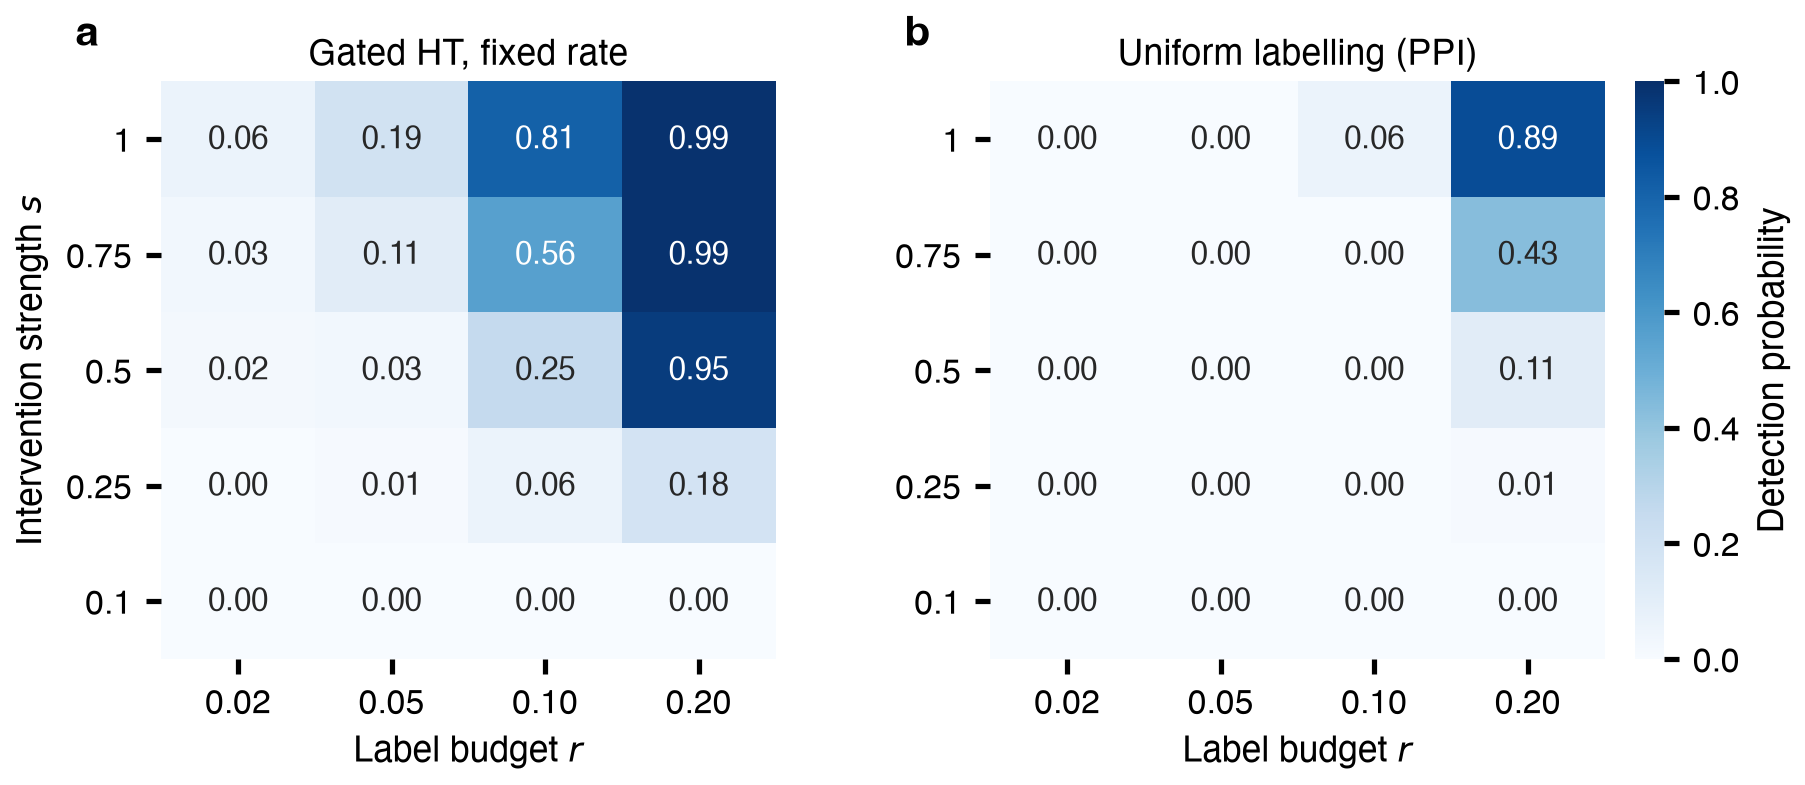 a
Gated HT, fixed rate
Intervention strength s
1
0.06 0.19 0.81 0.99
0.75
0.03 0.11 0.56 0.99
0.5
0.02 0.03 0.25 0.95
0.25
0.00 0.01 0.06 0.18
0.1
0.00 0.00 0.00 0.00
0.02 0.05 0.10 0.20
Label budget r
b
Uniform labelling (PPI)
1
0.00 0.00 0.06 0.89
0.75
0.00 0.00 0.00 0.43
0.5
0.00 0.00 0.00 0.11
0.25
0.00 0.00 0.00 0.01
0.1
0.00 0.00 0.00 0.00
0.02 0.05 0.10 0.20
Label budget r
1.0
0.8
0.6
0.4
0.2
0.0
Detection probability